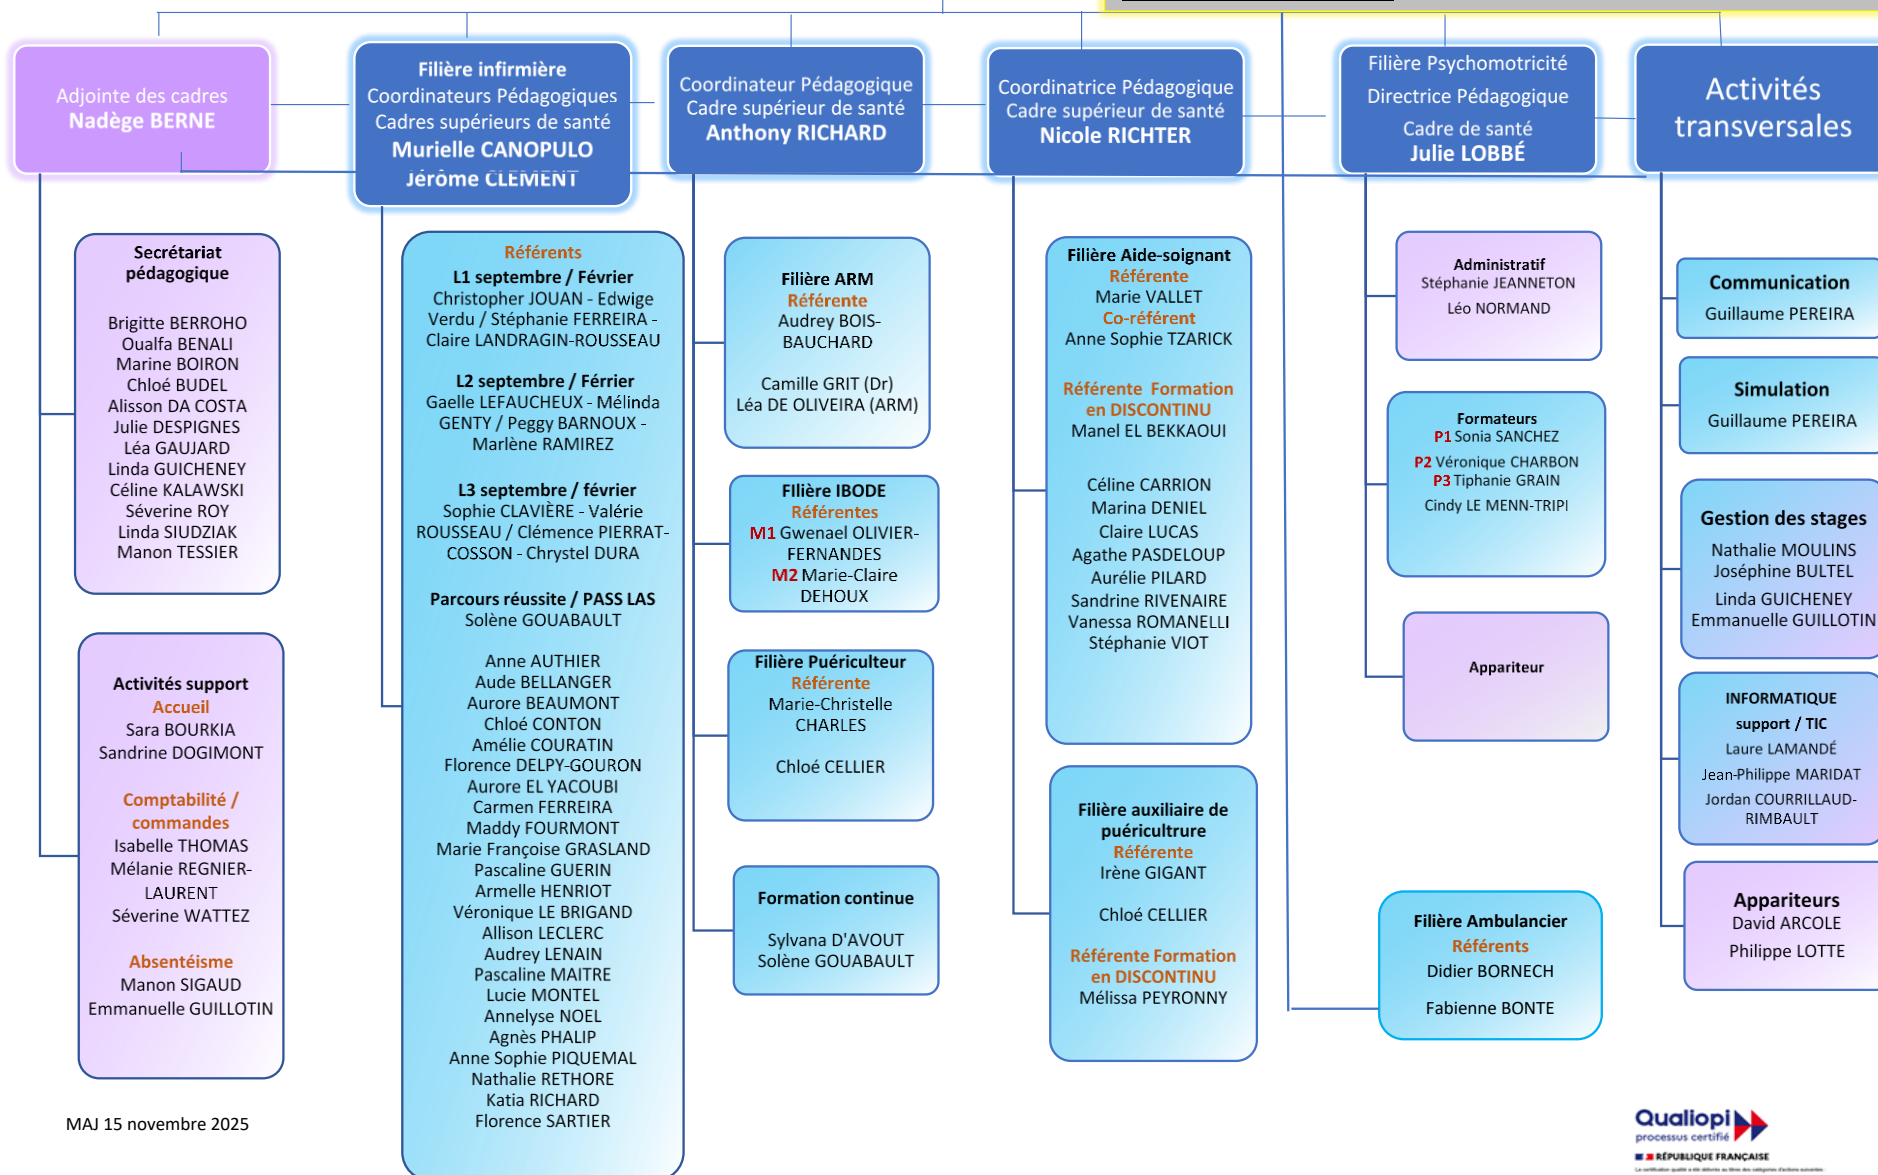 Adjointe des cadres
Nadège BERNE
Filière infirmière
Coordinateurs Pédagogiques
Cadres supérieurs de santé
Murielle CANOPULO
Jérôme CLEMENT
Coordinateur Pédagogique
Cadre supérieur de santé
Anthony RICHARD
Coordinatrice Pédagogique
Cadre supérieur de santé
Nicole RICHTER
Filière Psychomotricité
Directrice Pédagogique
Cadre de santé
Julie LOBBÉ
Activités
transversales
Secrétariat
pédagogique
Brigitte BERROHO
Oualfa BENALI
Marine BOIRON
Chloé BUDEL
Alisson DA COSTA
Julie DESPIGNES
Léa GAUJARD
Linda GUICHENEY
Céline KALAWSKI
Séverine ROY
Linda SIUDZIAK
Manon TESSIER
Activités support
Accueil
Sara BOURKIA
Sandrine DOGIMONT
Comptabilité /
commandes
Isabelle THOMAS
Mélanie REGNIER-
LAURENT
Séverine WATTEZ
Absentéisme
Manon SIGAUD
Emmanuelle GUILLOTIN
Référents
L1 septembre / Février
Christopher JOUAN - Edwige
Verdu / Stéphanie FERREIRA -
Claire LANDRAGIN-ROUSSEAU
L2 septembre / Février
Gaelle LEFAUCHEUX - Mélinda
GENTY / Peggy BARNOUX -
Marlène RAMIREZ
L3 septembre / février
Sophie CLAVIÈRE - Valérie
ROUSSEAU / Clémence PIERRAT-
COSSON - Chrystel DURA
Parcours réussite / PASS LAS
Solène GOUABAULT
Anne AUTHIER
Aude BELLANGER
Aurore BEAUMONT
Chloé CONTON
Amélie COURATIN
Florence DELPY-GOURON
Aurore EL YACOUBI
Carmen FERREIRA
Maddy FOURMONT
Marie Françoise GRASLAND
Pascaline GUERIN
Armelle HENRIOT
Véronique LE BRIGAND
Allison LECLERC
Audrey LENAIN
Pascaline MAITRE
Lucie MONTEL
Annelyse NOEL
Agnès PHALIP
Anne Sophie PIQUEMAL
Nathalie RETHORE
Katia RICHARD
Florence SARTIER
Filière ARM
Référente
Audrey BOIS-
BAUCHARD
Camille GRIT (Dr)
Léa DE OLIVEIRA (ARM)
FIlière IBODE
Référentes
M1 Gwenael OLIVIER-
FERNANDES
M2 Marie-Claire
DEHOUX
Filière Puériculteur
Référente
Marie-Christelle
CHARLES
Chloé CELLIER
Formation continue
Sylvana D'AVOUT
Solène GOUABAULT
Filière Aide-soignant
Référente
Marie VALLET
Co-référent
Anne Sophie TZARICK
Référente Formation
en DISCONTINU
Manel EL BEKKAOUI
Céline CARRION
Marina DENIEL
Claire LUCAS
Agathe PASDELOUP
Aurélie PILARD
Sandrine RIVENAIRE
Vanessa ROMANELLI
Stéphanie VIOT
Filière auxiliaire de
puéricultrure
Référente
Irène GIGANT
Chloé CELLIER
Référente Formation
en DISCONTINU
Mélissa PEYRONNY
Administratif
Stéphanie JEANNETON
Léo NORMAND
Formateurs
P1 Sonia SANCHEZ
P2 Véronique CHARBON
P3 Tiphanie GRAIN
Cindy LE MENN-TRIPI
Appariteur
Filière Ambulancier
Référents
Didier BORNECH
Fabienne BONTE
Communication
Guillaume PEREIRA
Simulation
Guillaume PEREIRA
Gestion des stages
Nathalie MOULINS
Joséphine BULTEL
Linda GUICHENEY
Emmanuelle GUILLOTIN
INFORMATIQUE
support / TIC
Laure LAMANDÉ
Jean-Philippe MARIDAT
Jordan COURRILLAUD-
RIMBAULT
Appariteurs
David ARCOLE
Philippe LOTTE
MAJ 15 novembre 2025
Qualiopi
processus certifié
RÉPUBLIQUE FRANÇAISE
La certification qualité a été délivrée au titre des catégories d'actions suivantes :